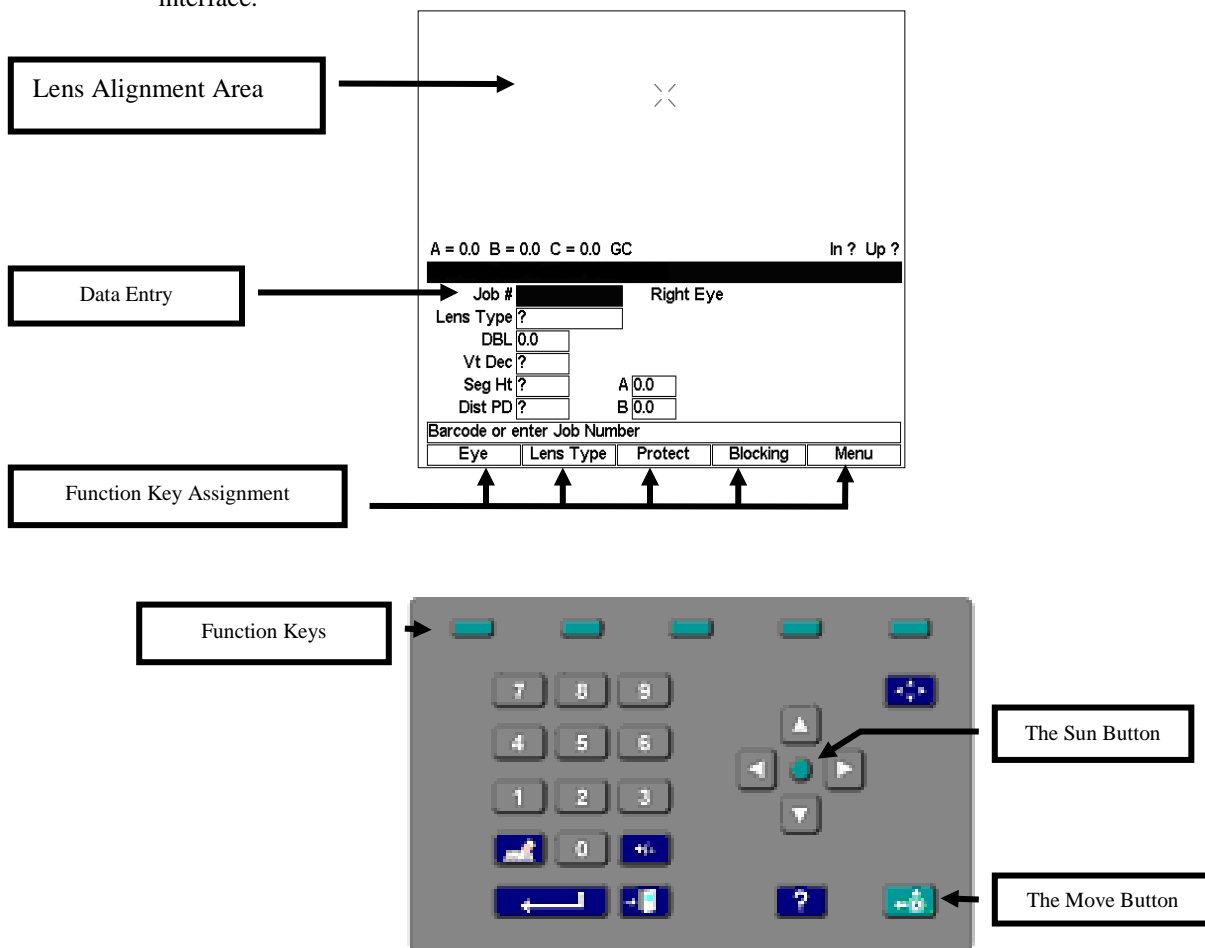 interface.
Lens Alignment Area
A = 0.0 B = 0.0 C = 0.0 GC In ? Up ?
Data Entry
Job # Right Eye
Lens Type ?
DBL 0.0
Vt Dec ?
Seg Ht ? A 0.0
Dist PD ? B 0.0
Barcode or enter Job Number
Eye Lens Type Protect Blocking Menu
Function Key Assignment
Function Keys
7 8 9
The Sun Button
4 5 6
1 2 3
0 +/-
?
The Move Button